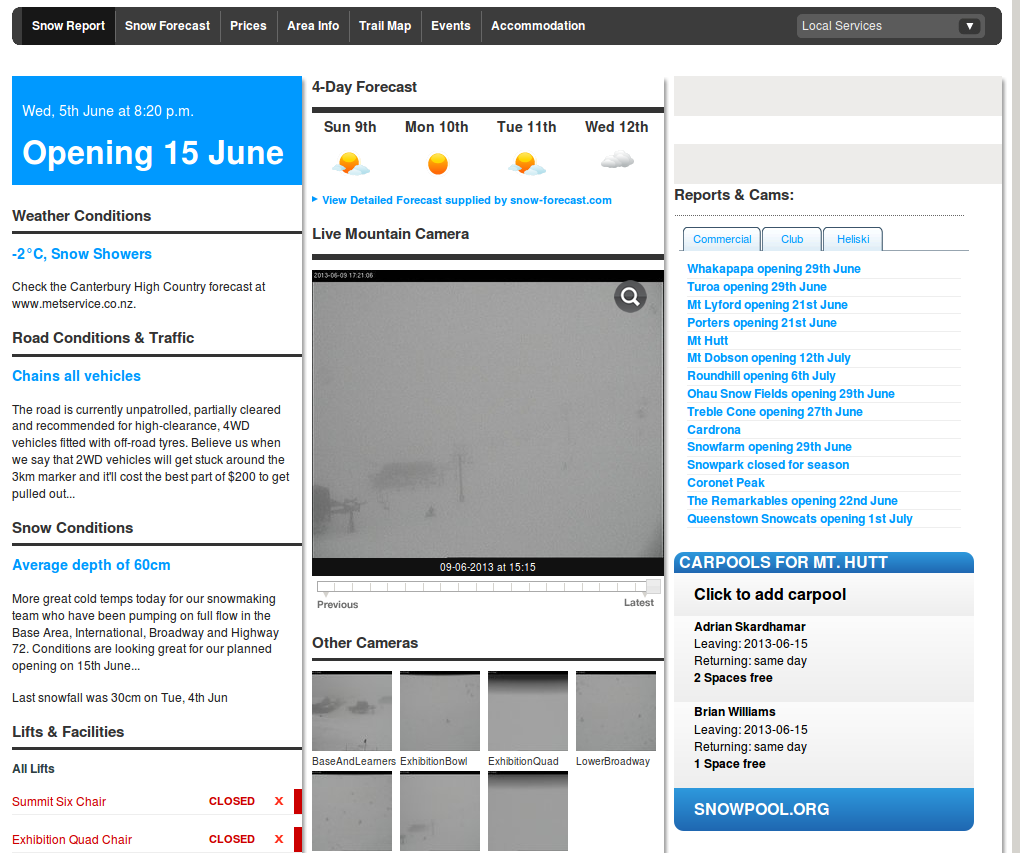 Snow Report Snow Forecast Prices Area Info Trail Map Events Accommodation Local Services
Wed, 5th June at 8:20 p.m.
Opening 15 June
Weather Conditions
-2°C, Snow Showers
Check the Canterbury High Country forecast at
www.metservice.co.nz.
Road Conditions & Traffic
Chains all vehicles
The road is currently unpatrolled, partially cleared
and recommended for high-clearance, 4WD
vehicles fitted with off-road tyres. Believe us when
we say that 2WD vehicles will get stuck around the
3km marker and it'll cost the best part of $200 to get
pulled out...
Snow Conditions
Average depth of 60cm
More great cold temps today for our snowmaking
team who have been pumping on full flow in the
Base Area, International, Broadway and Highway
72. Conditions are looking great for our planned
opening on 15th June...
Last snowfall was 30cm on Tue, 4th Jun
Lifts & Facilities
All Lifts
Summit Six Chair CLOSED X
Exhibition Quad Chair CLOSED X
4-Day Forecast
Sun 9th Mon 10th Tue 11th Wed 12th
View Detailed Forecast supplied by snow-forecast.com
Live Mountain Camera
2013-06-09 17:21:06
09-06-2013 at 15:15
Previous Latest
Other Cameras
BaseAndLearners ExhibitionBowl ExhibitionQuad LowerBroadway
Reports & Cams:
Commercial Club Heliski
Whakapapa opening 29th June
Turoa opening 29th June
Mt Lyford opening 21st June
Porters opening 21st June
Mt Hutt
Mt Dobson opening 12th July
Roundhill opening 6th July
Ohau Snow Fields opening 29th June
Treble Cone opening 27th June
Cardrona
Snowfarm opening 29th June
Snowpark closed for season
Coronet Peak
The Remarkables opening 22nd June
Queenstown Snowcats opening 1st July
CARPOOLS FOR MT. HUTT
Click to add carpool
Adrian Skardhamar
Leaving: 2013-06-15
Returning: same day
2 Spaces free
Brian Williams
Leaving: 2013-06-15
Returning: same day
1 Space free
SNOWPOOL.ORG